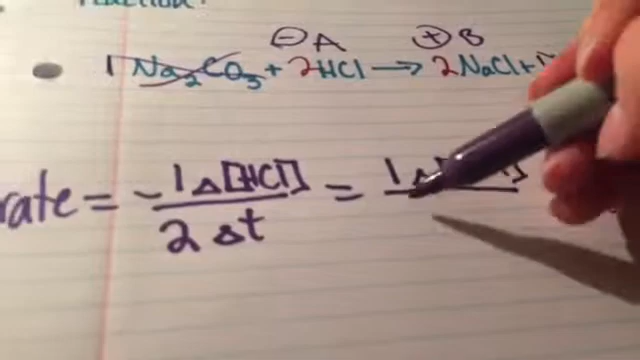 ⊖ A ⊕ B
1 Na₂CO₃ + 2HCl → 2NaCl +
rate = - 1 Δ[HCl] = 1 Δ[
2 Δt